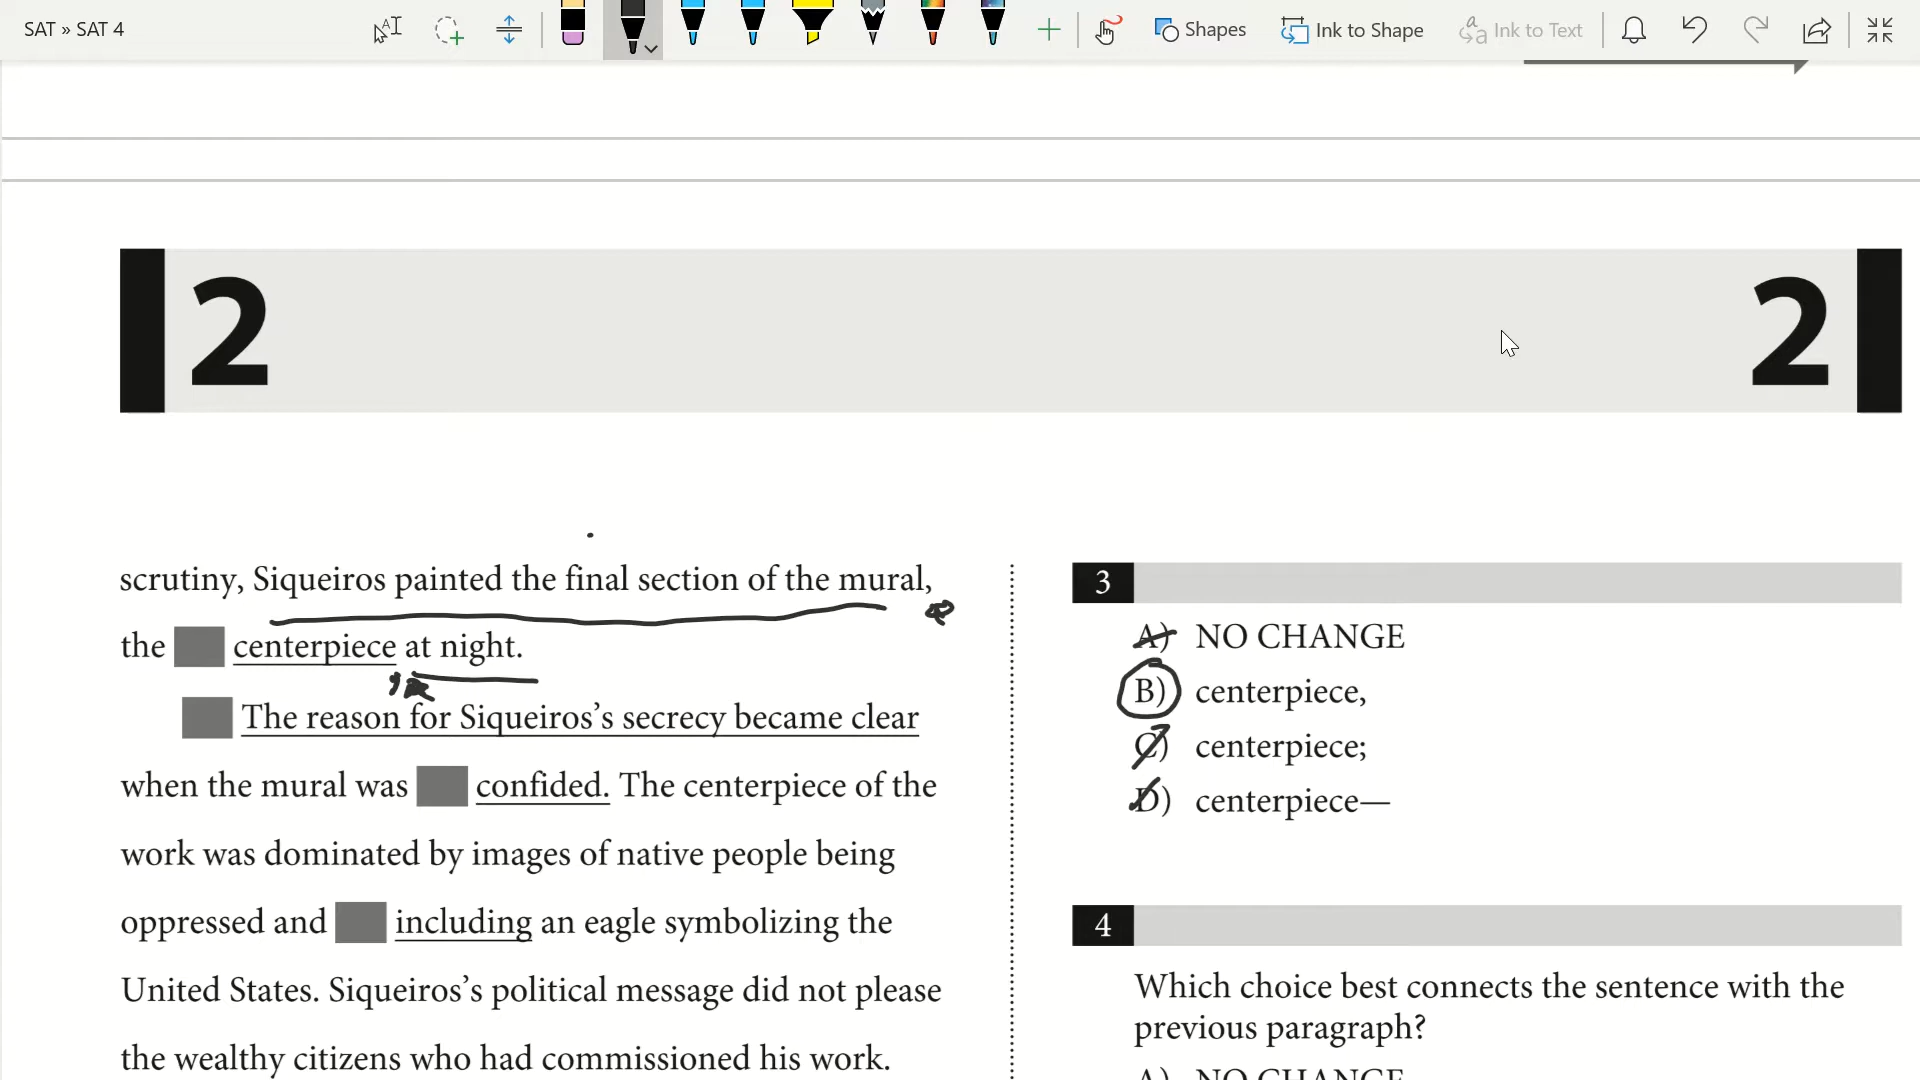 SAT » SAT 4
Shapes
Ink to Shape
Ink to Text
2
2
scrutiny, Siqueiros painted the final section of the mural,
the centerpiece at night.
The reason for Siqueiros’s secrecy became clear
when the mural was confided. The centerpiece of the
work was dominated by images of native people being
oppressed and including an eagle symbolizing the
United States. Siqueiros’s political message did not please
the wealthy citizens who had commissioned his work.
3
A) NO CHANGE
B) centerpiece,
C) centerpiece;
D) centerpiece—
4
Which choice best connects the sentence with the
previous paragraph?
A) NO CHANGE